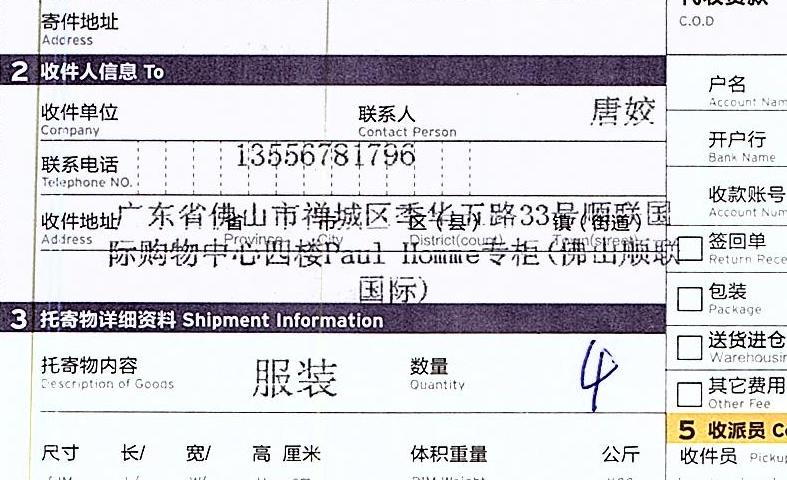 寄件地址
Address
C.O.D
2 收件人信息 To
收件单位
Company
联系人
Contact Person
唐姣
户名
Account Nam
联系电话
Telephone NO.
13556781796
开户行
Bank Name
收款账号
Account Num
收件地址
Address
省
Province
市
City
区(县)
District(county)
镇(街道)
Town(street)
广东省佛山市禅城区季华五路33号顺联国
际购物中心四楼Paul Homme专柜(佛山顺联
国际)
签回单
Return Rece
3 托寄物详细资料 Shipment Information
包装
Package
托寄物内容
Description of Goods
服装
数量
Quantity
4
送货进仓
Warehousin
其它费用
Other Fee
5 收派员 Co
尺寸 长/ 宽/ 高 厘米
体积重量 公斤
收件员 Pickup